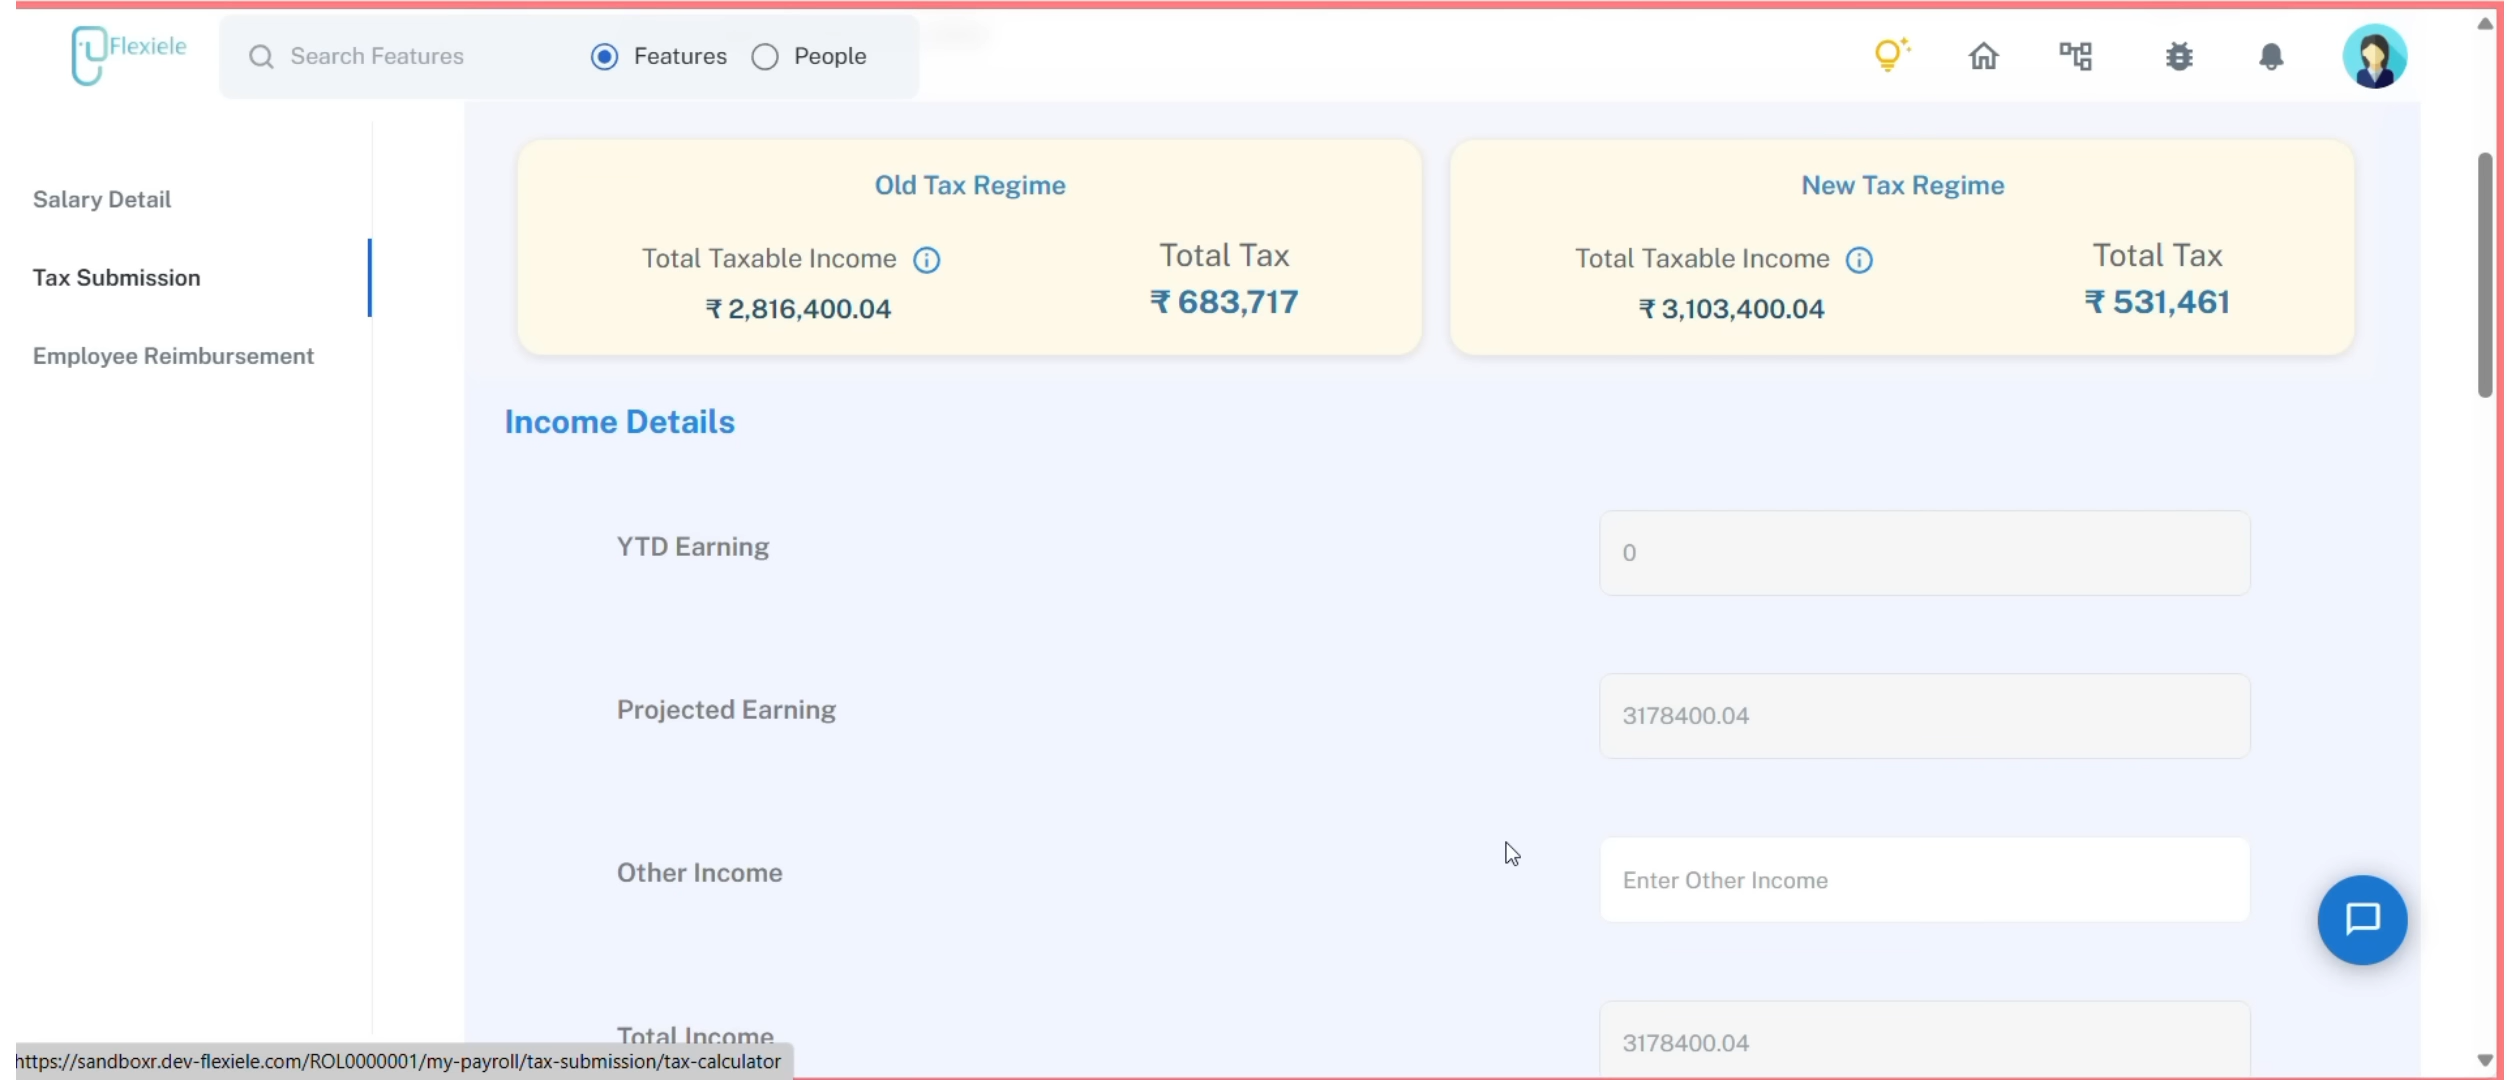 Flexiele
Search Features
Features
People
Salary Detail
Tax Submission
Employee Reimbursement
Old Tax Regime
Total Taxable Income
₹ 2,816,400.04
Total Tax
₹ 683,717
New Tax Regime
Total Taxable Income
₹ 3,103,400.04
Total Tax
₹ 531,461
Income Details
YTD Earning
0
Projected Earning
3178400.04
Other Income
Enter Other Income
Total Income
3178400.04
https://sandboxr.dev-flexiele.com/ROL0000001/my-payroll/tax-submission/tax-calculator